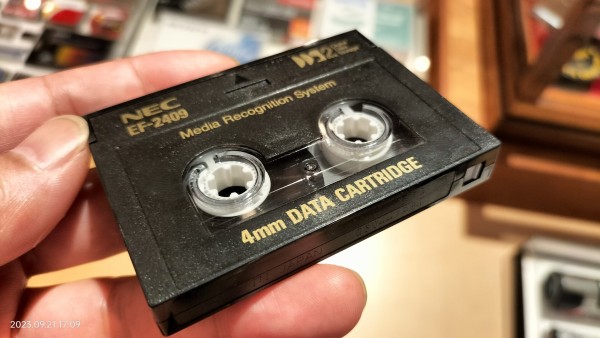 NEC
EF-2409
Media Recognition System
DDS2
4mm DATA CARTRIDGE
2023.09.21 17:09